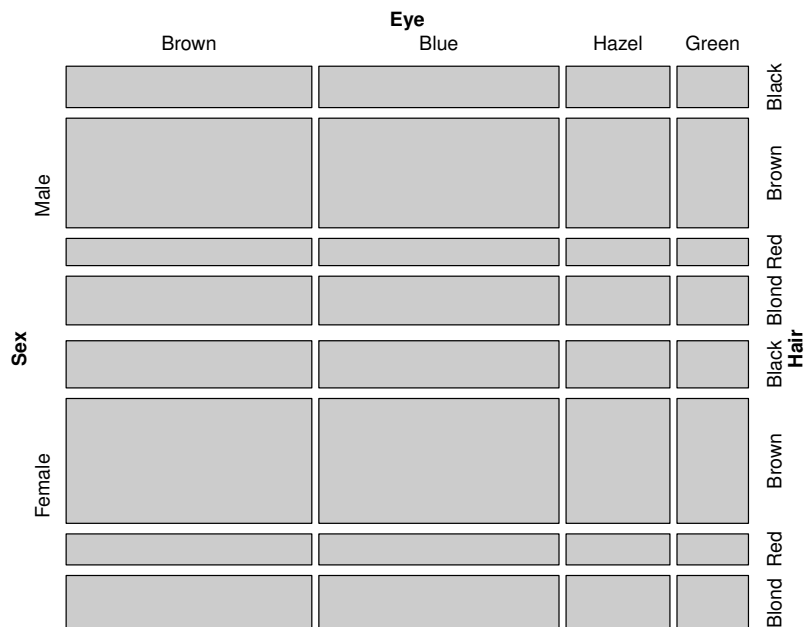 Eye
Brown Blue Hazel Green
Sex
Male
Female
Black
Brown
Red
Blond
Black
Brown
Red
Blond
Hair